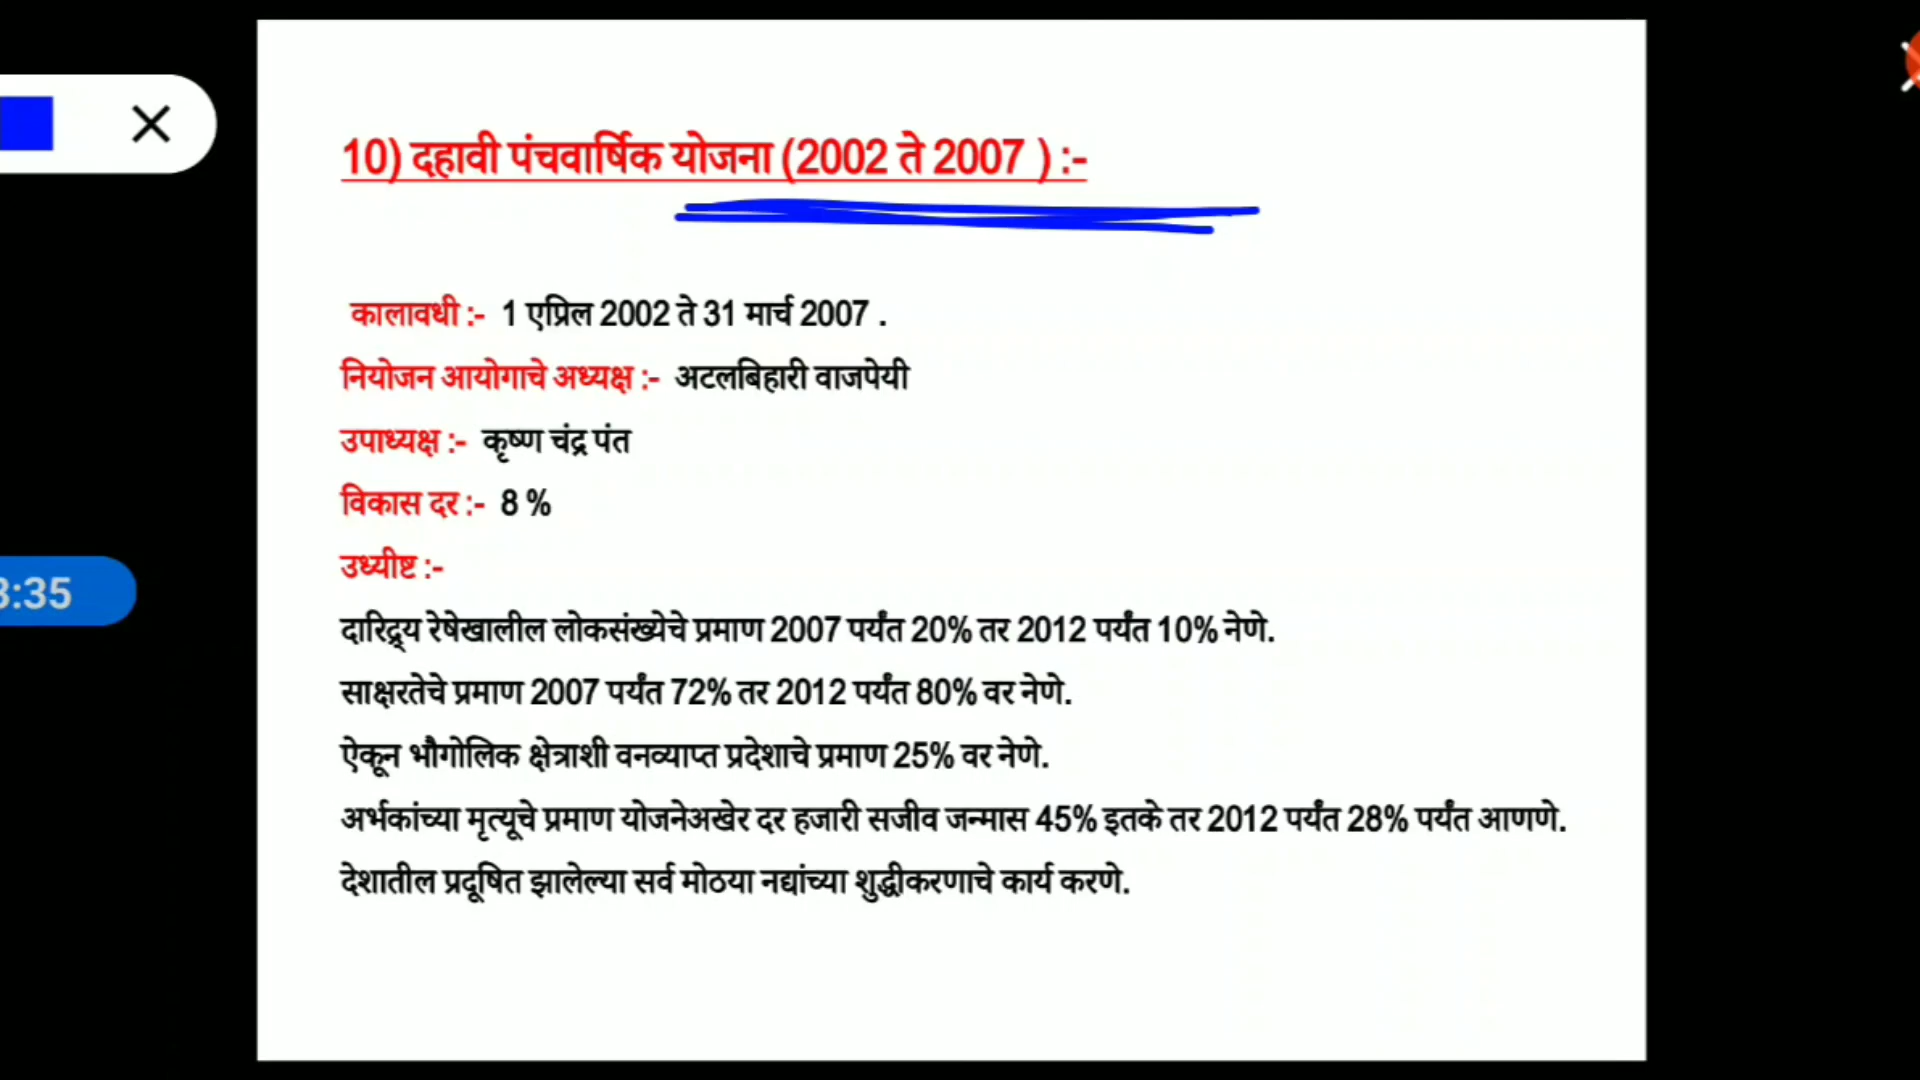 10) दहावी पंचवार्षिक योजना (2002 ते 2007 ) :-
कालावधी :- 1 एप्रिल 2002 ते 31 मार्च 2007 .
नियोजन आयोगाचे अध्यक्ष :- अटलबिहारी वाजपेयी
उपाध्यक्ष :- कृष्ण चंद्र पंत
विकास दर :- 8 %
3:35
उध्यीष्ट :-
दारिद्र्य रेषेखालील लोकसंख्येचे प्रमाण 2007 पर्यंत 20% तर 2012 पर्यंत 10% नेणे.
साक्षरतेचे प्रमाण 2007 पर्यंत 72% तर 2012 पर्यंत 80% वर नेणे.
ऐकून भौगोलिक क्षेत्राशी वनव्याप्त प्रदेशाचे प्रमाण 25% वर नेणे.
अर्भकांच्या मृत्यूचे प्रमाण योजनेअखेर दर हजारी सजीव जन्मास 45% इतके तर 2012 पर्यंत 28% पर्यंत आणणे.
देशातील प्रदूषित झालेल्या सर्व मोठया नद्यांच्या शुद्धीकरणाचे कार्य करणे.